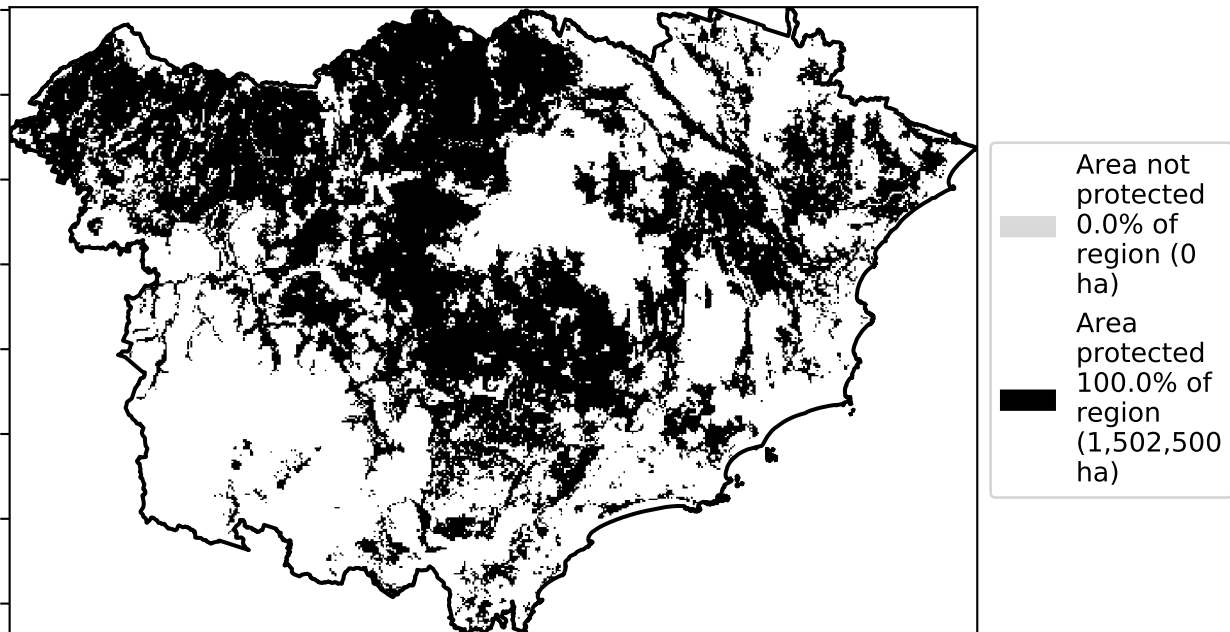 Area not
protected
0.0% of
region (0
ha)
Area
protected
100.0% of
region
(1,502,500
ha)